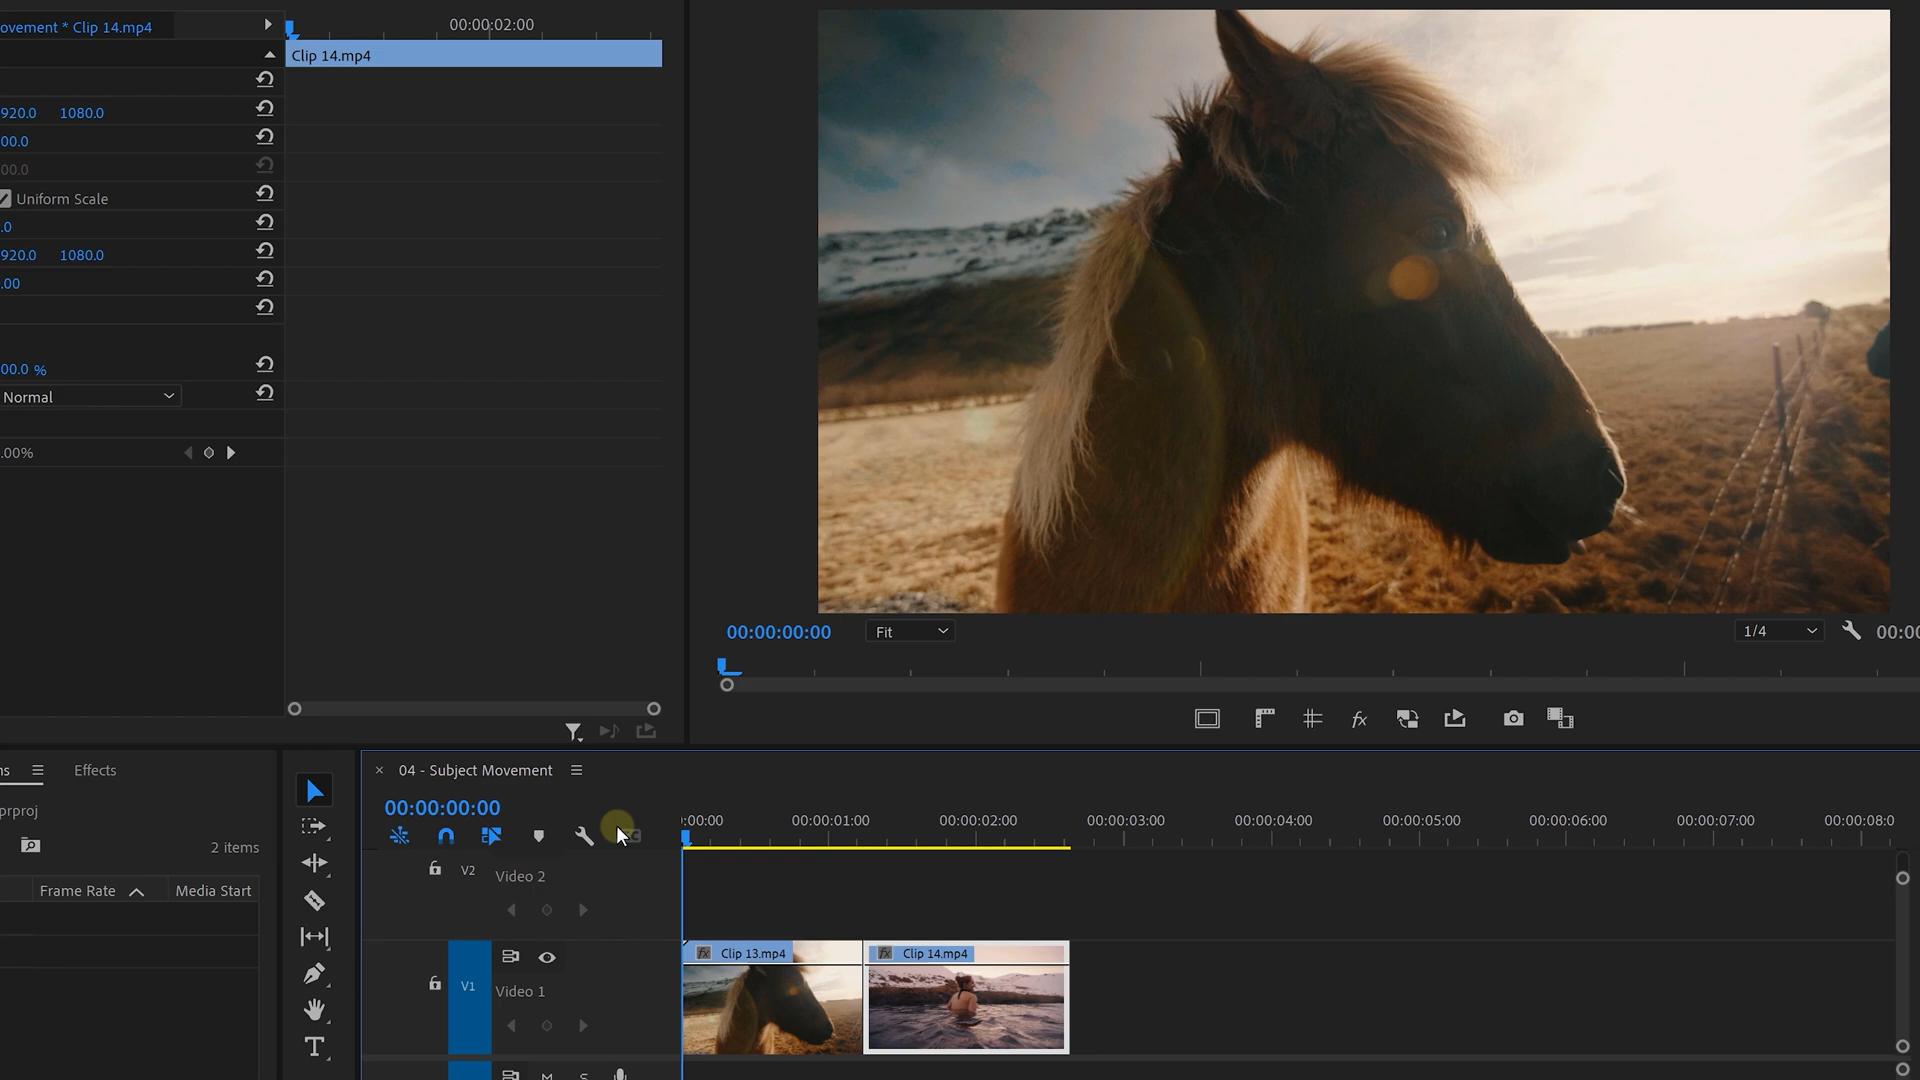 ovement * Clip 14.mp4
00:00:02:00
Clip 14.mp4
920.0 1080.0
00.0
00.0
Uniform Scale
.0
920.0 1080.0
.00
00.0 %
Normal
.00%
00:00:00:00
Fit
1/4
00:00
ns
Effects
prproj
2 items
Frame Rate
Media Start
× 04 - Subject Movement
00:00:00:00
:00:00
00:00:01:00
00:00:02:00
00:00:03:00
00:00:04:00
00:00:05:00
00:00:06:00
00:00:07:00
00:00:08:0
V2
Video 2
fx Clip 13.mp4
fx Clip 14.mp4
V1
Video 1
M S